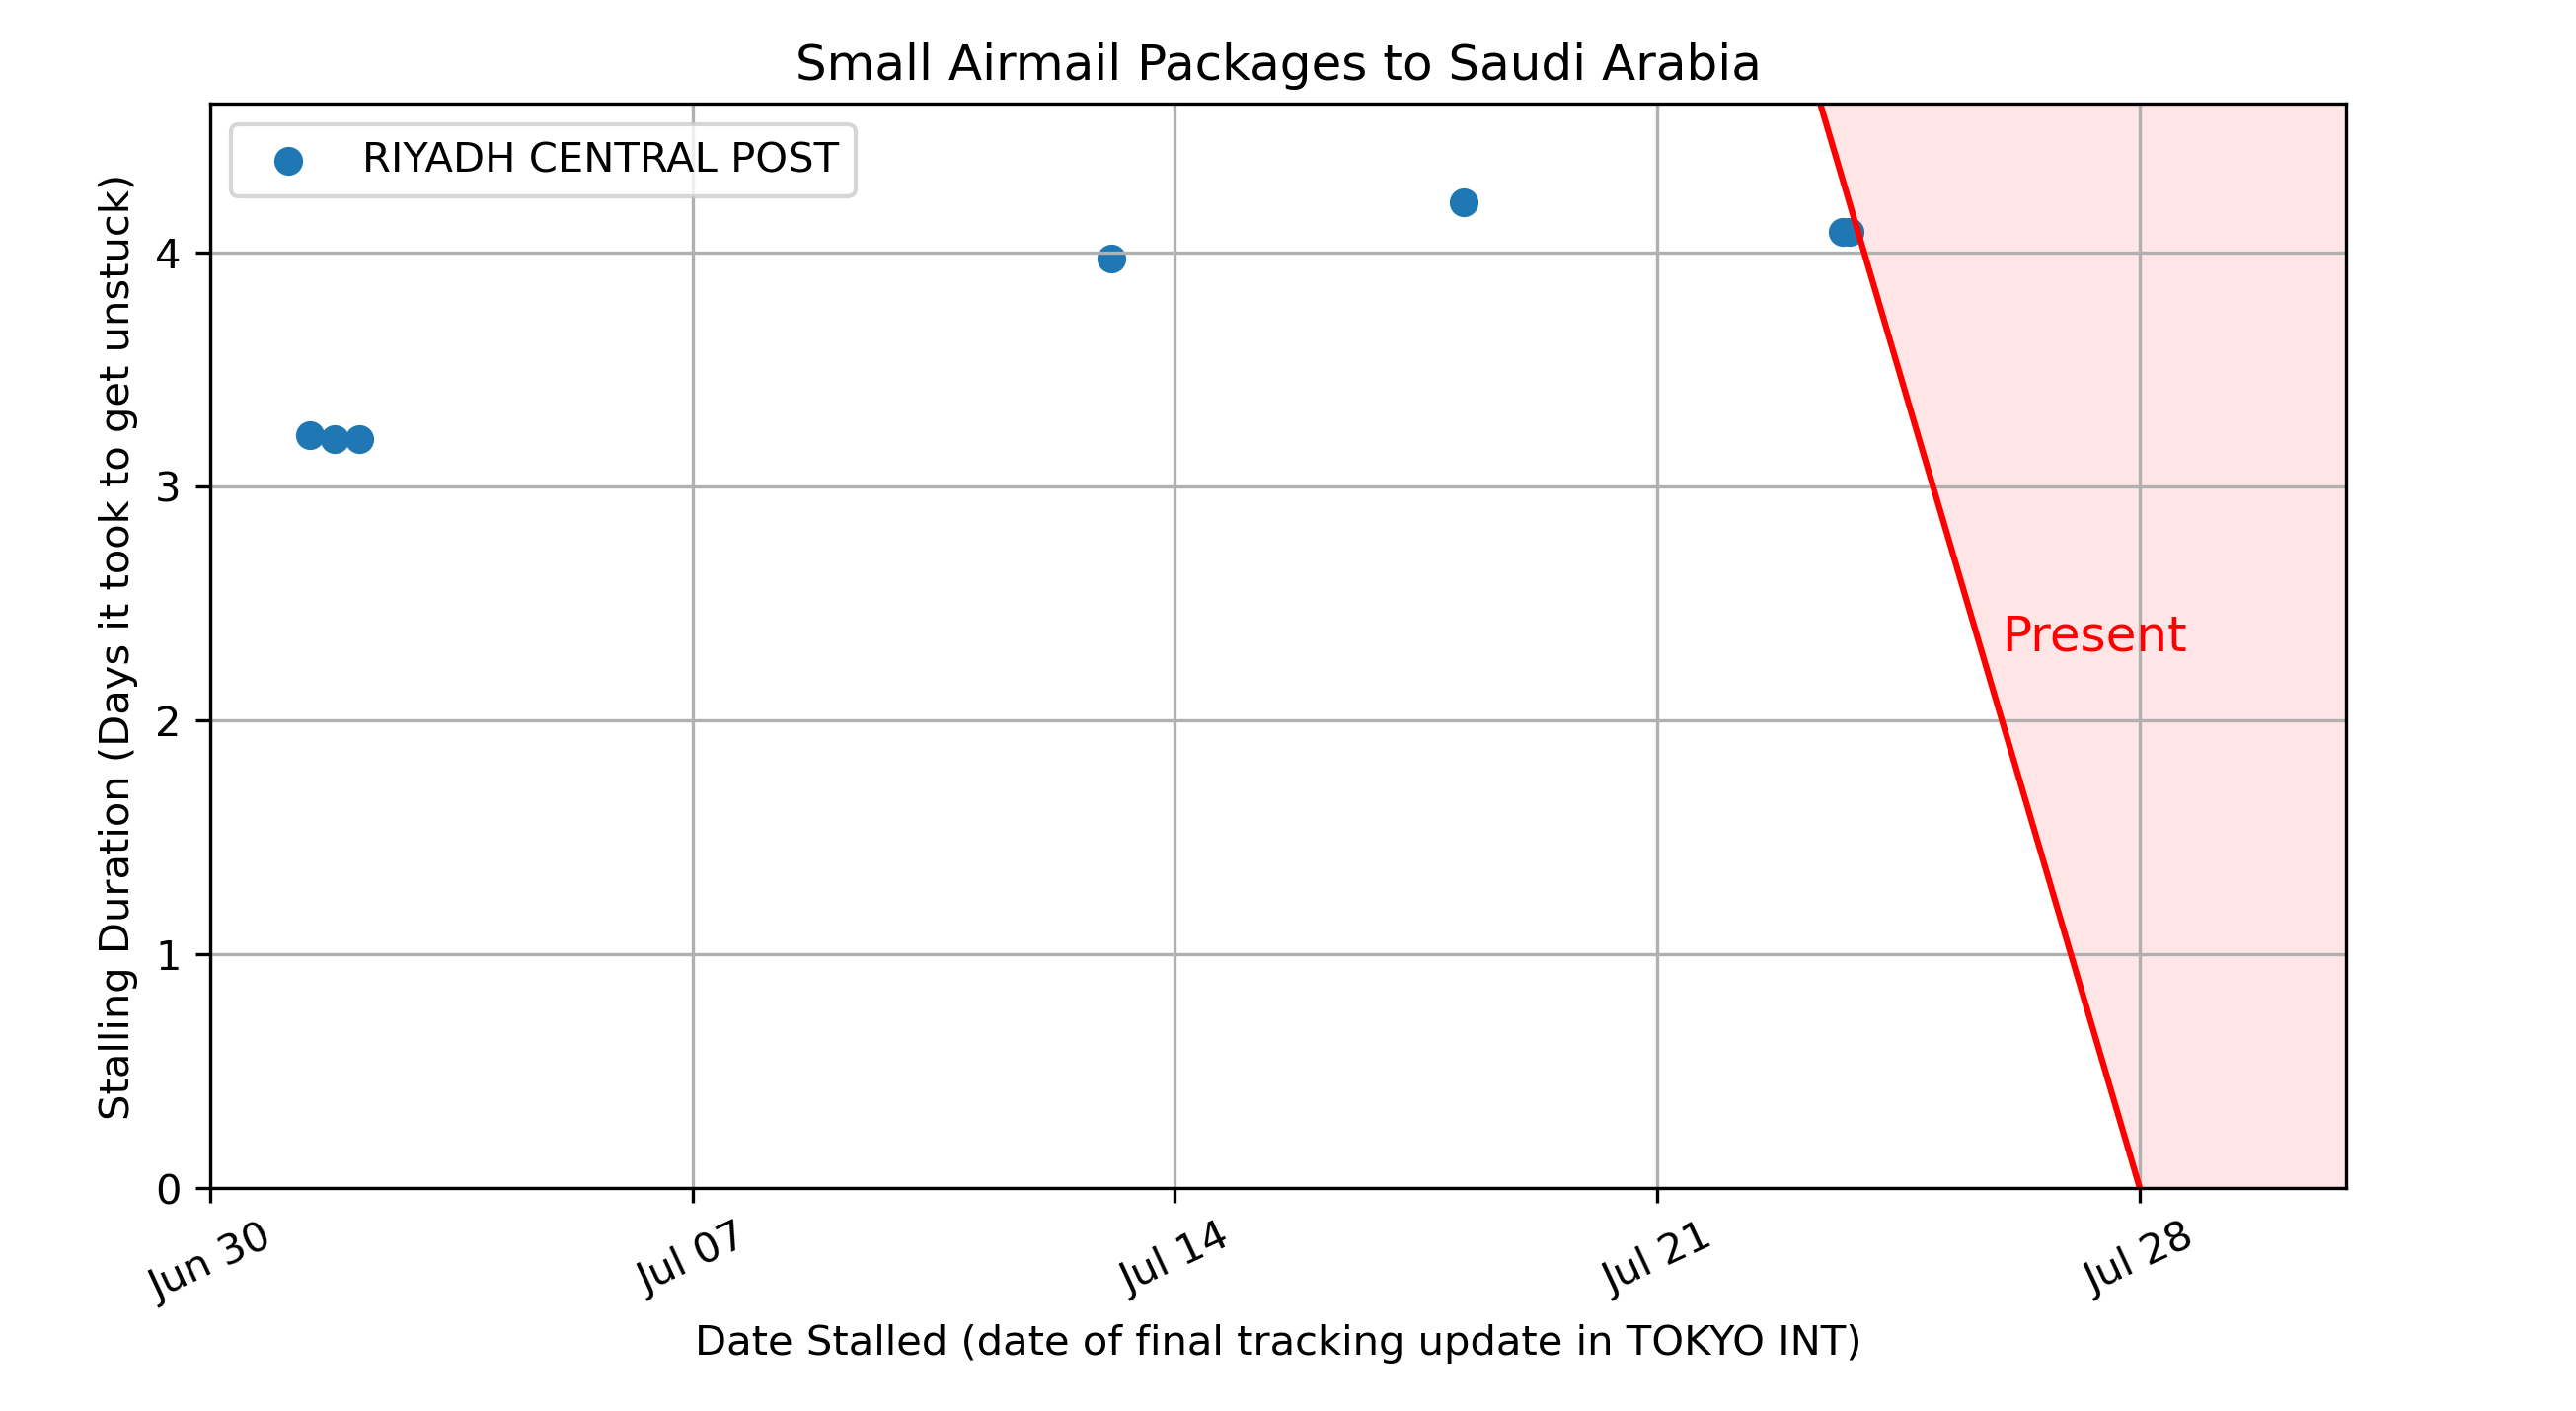 Small Airmail Packages to Saudi Arabia
RIYADH CENTRAL POST
Stalling Duration (Days it took to get unstuck)
4
3
2
1
0
Present
Jun 30
Jul 07
Jul 14
Jul 21
Jul 28
Date Stalled (date of final tracking update in TOKYO INT)